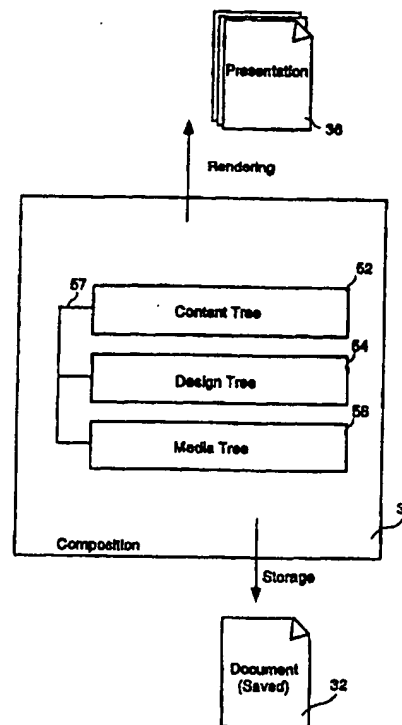 Presentation
36
Rendering
57
52
Content Tree
54
Design Tree
56
Media Tree
Composition
Storage
Document
(Saved)
32